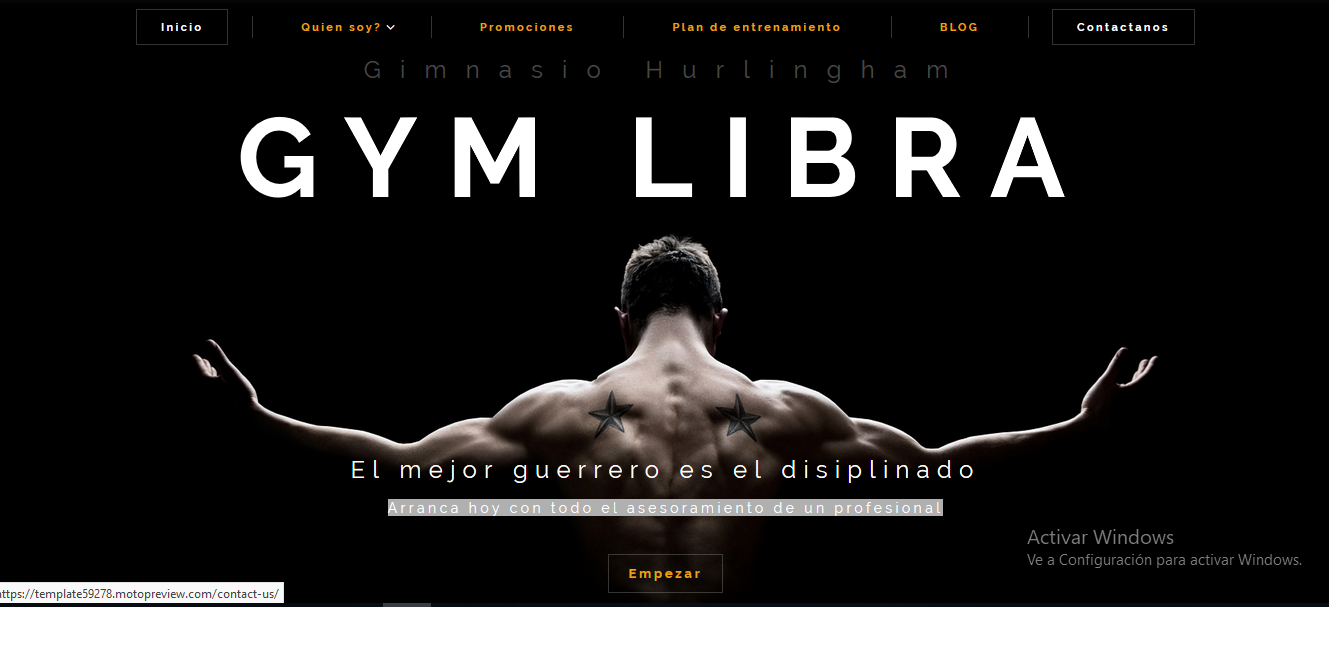 Inicio Quien soy? Promociones Plan de entrenamiento BLOG Contactanos
Gimnasio Hurlingham
GYM LIBRA
El mejor guerrero es el disiplinado
Arranca hoy con todo el asesoramiento de un profesional
Activar Windows
Ve a Configuración para activar Windows.
Empezar
https://template59278.motopreview.com/contact-us/